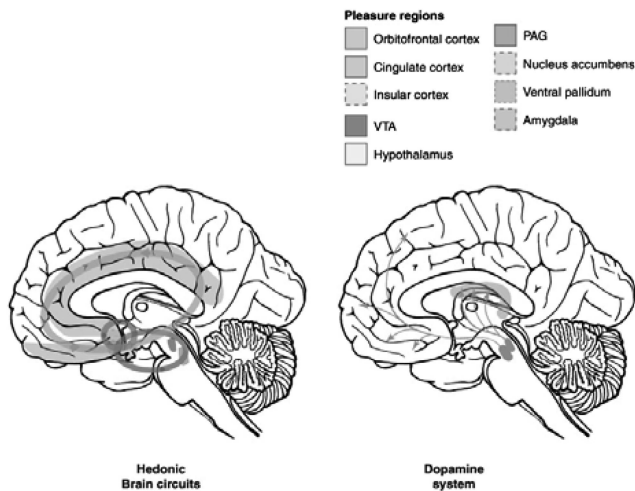 Pleasure regions
Orbitofrontal cortex
Cingulate cortex
Insular cortex
VTA
Hypothalamus
PAG
Nucleus accumbens
Ventral pallidum
Amygdala
Hedonic
Brain circuits
Dopamine
system